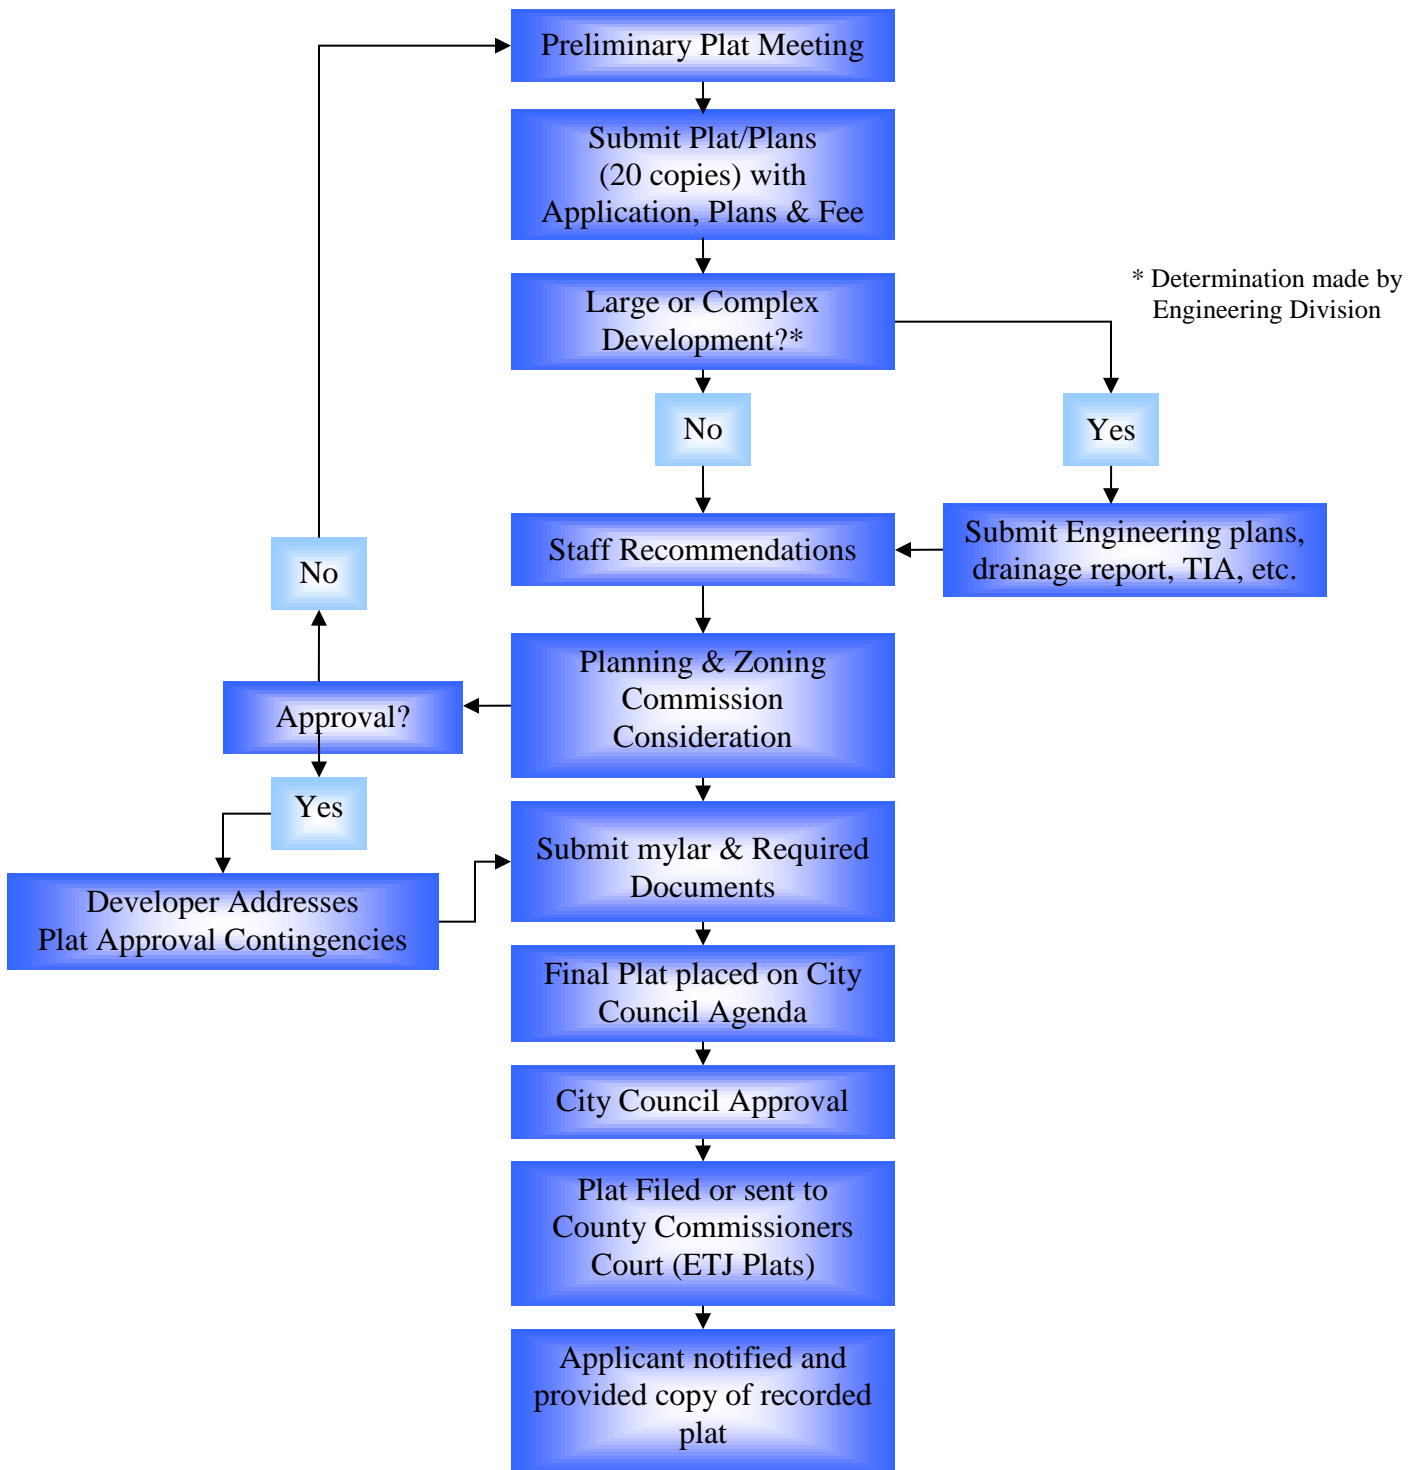 Preliminary Plat Meeting
Submit Plat/Plans
(20 copies) with
Application, Plans & Fee
* Determination made by
Engineering Division
Large or Complex
Development?*
No
Yes
Staff Recommendations
Submit Engineering plans,
drainage report, TIA, etc.
No
Planning & Zoning
Commission
Consideration
Approval?
Yes
Submit mylar & Required
Documents
Developer Addresses
Plat Approval Contingencies
Final Plat placed on City
Council Agenda
City Council Approval
Plat Filed or sent to
County Commissioners
Court (ETJ Plats)
Applicant notified and
provided copy of recorded
plat